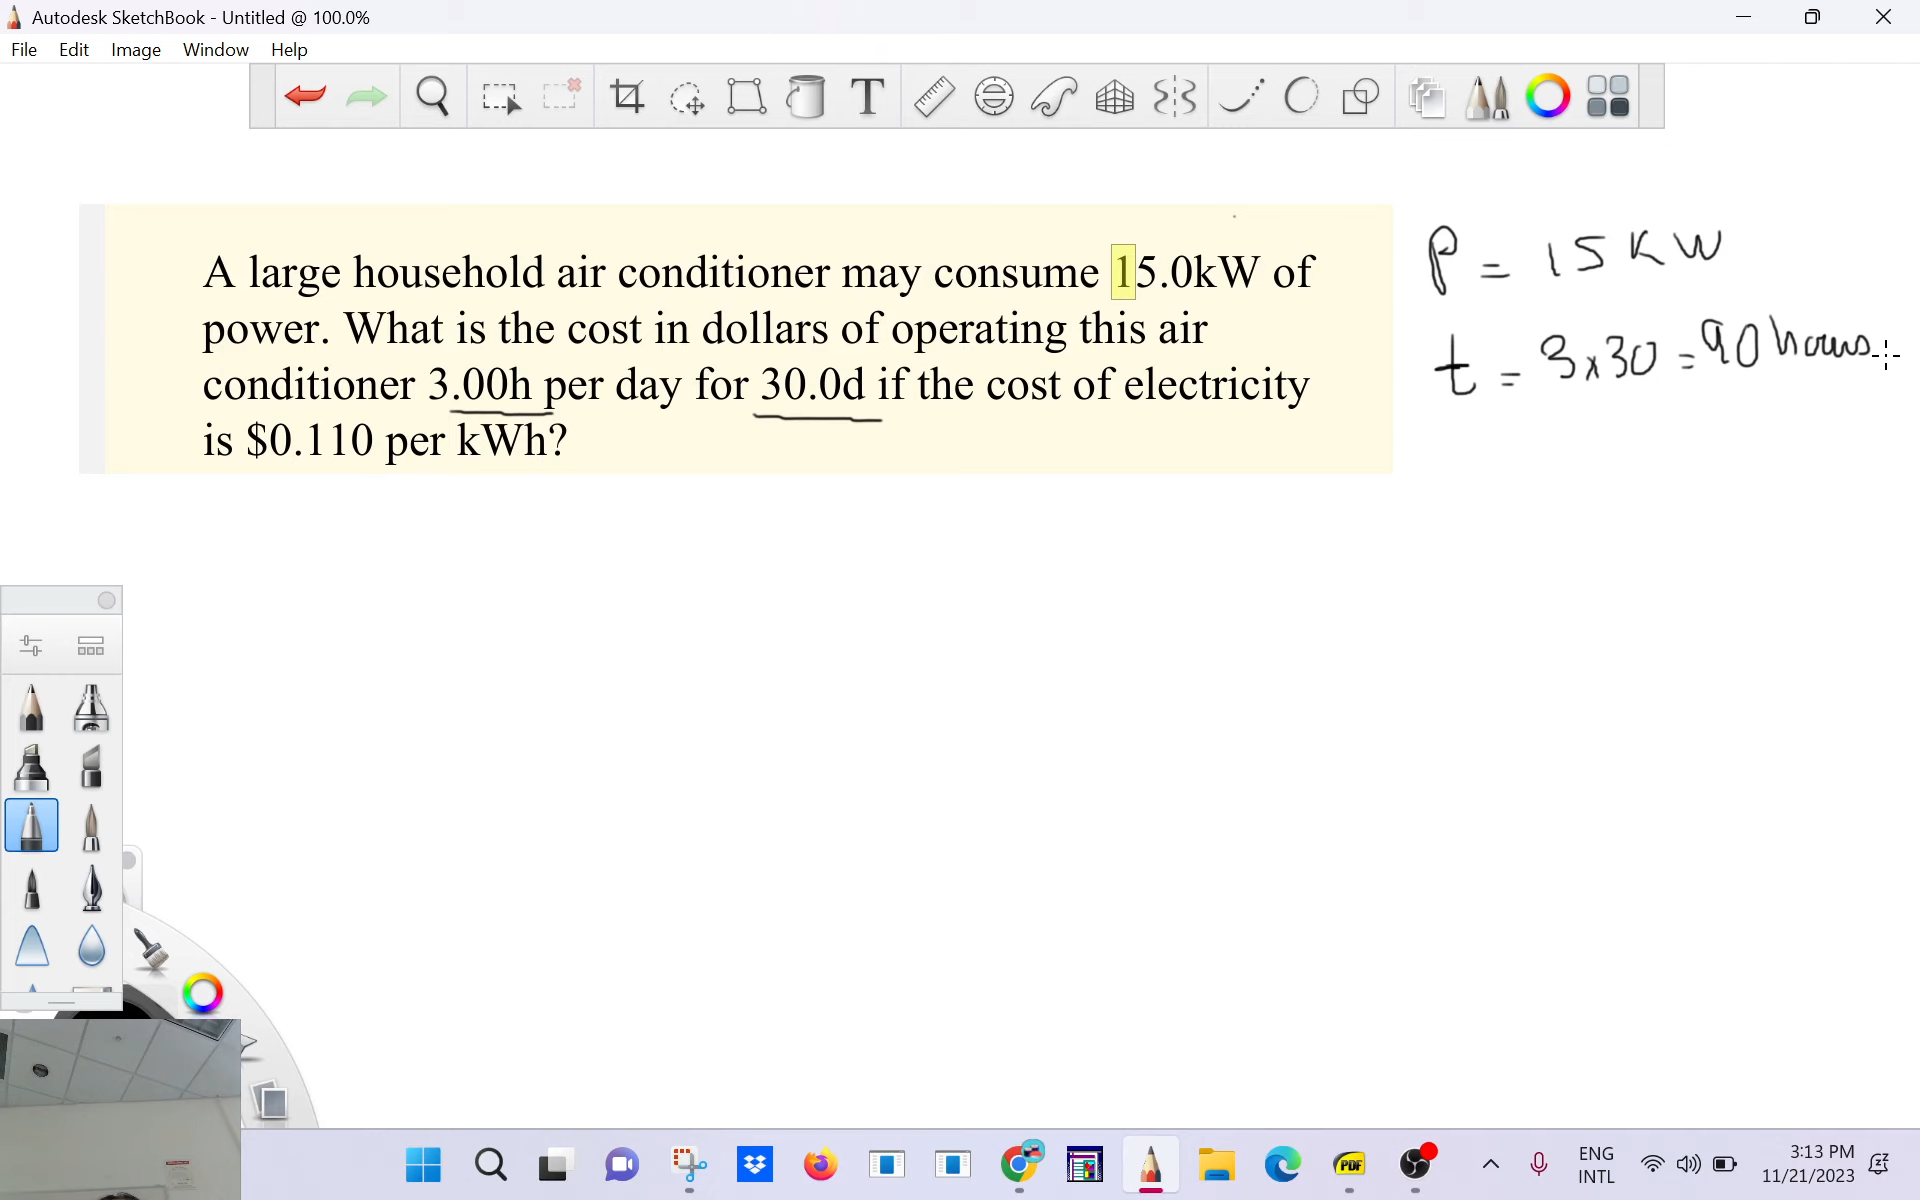 Autodesk SketchBook - Untitled @ 100.0%
File Edit Image Window Help
T
A large household air conditioner may consume 15.0kW of
power. What is the cost in dollars of operating this air
conditioner 3.00h per day for 30.0d if the cost of electricity
is $0.110 per kWh?
P = 15 KW
t = 3x30 = 90 hours
PDF
ENG
INTL
3:13 PM
11/21/2023